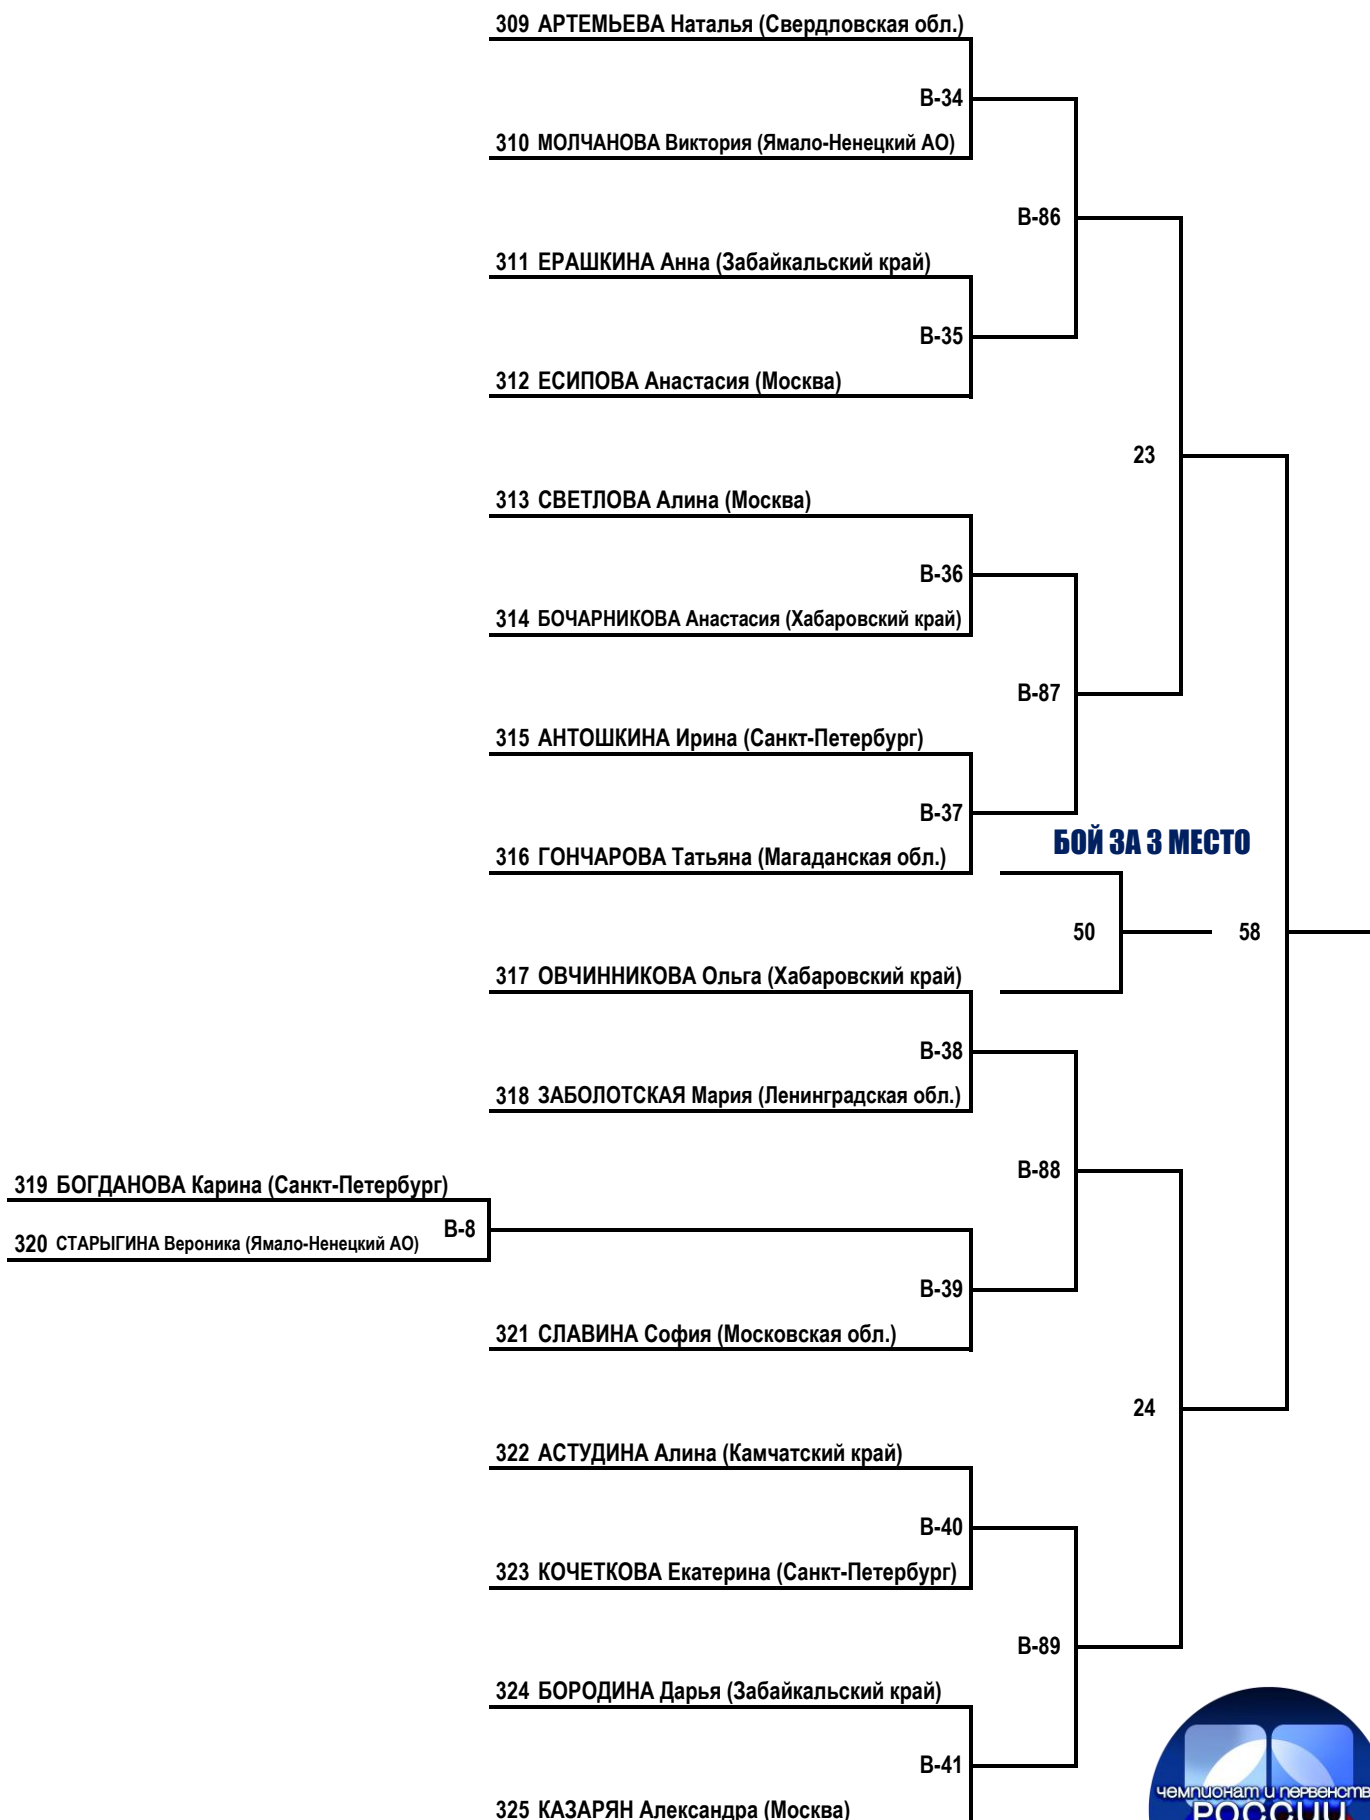 309 АРТЕМЬЕВА Наталья (Свердловская обл.)
В-34
310 МОЛЧАНОВА Виктория (Ямало-Ненецкий АО)
В-86
311 ЕРАШКИНА Анна (Забайкальский край)
В-35
312 ЕСИПОВА Анастасия (Москва)
23
313 СВЕТЛОВА Алина (Москва)
В-36
314 БОЧАРНИКОВА Анастасия (Хабаровский край)
В-87
315 АНТОШКИНА Ирина (Санкт-Петербург)
В-37
БОЙ ЗА 3 МЕСТО
316 ГОНЧАРОВА Татьяна (Магаданская обл.)
50 58
317 ОВЧИННИКОВА Ольга (Хабаровский край)
В-38
318 ЗАБОЛОТСКАЯ Мария (Ленинградская обл.)
В-88
319 БОГДАНОВА Карина (Санкт-Петербург)
В-8
320 СТАРЫГИНА Вероника (Ямало-Ненецкий АО)
В-39
321 СЛАВИНА София (Московская обл.)
24
322 АСТУДИНА Алина (Камчатский край)
В-40
323 КОЧЕТКОВА Екатерина (Санкт-Петербург)
В-89
324 БОРОДИНА Дарья (Забайкальский край)
В-41
чемпионат и первенств
325 КАЗАРЯН Александра (Москва)
РОССИИ